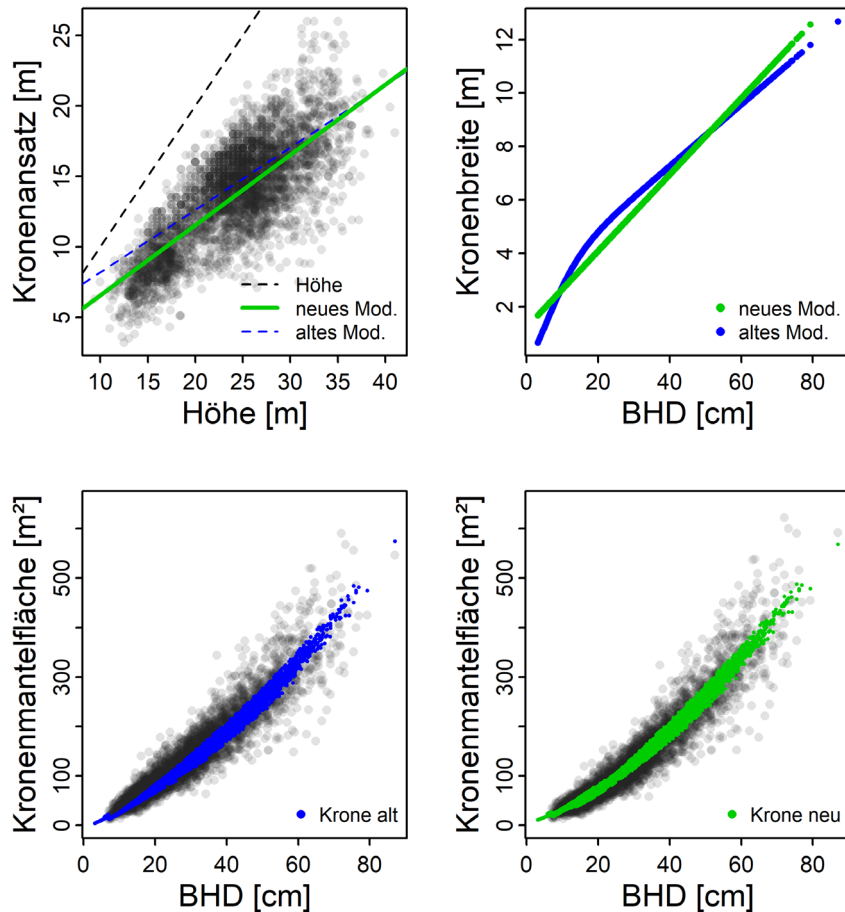 Kronenansatz [m]
25
20
15
10
5
Höhe
neues Mod.
altes Mod.
10 15 20 25 30 35 40
Höhe [m]
Kronenbreite [m]
12
10
8
6
4
2
neues Mod.
altes Mod.
0 20 40 60 80
BHD [cm]
Kronenmantelfläche [m²]
500
300
100
0
Krone alt
0 20 40 60 80
BHD [cm]
Kronenmantelfläche [m²]
500
300
100
0
Krone neu
0 20 40 60 80
BHD [cm]